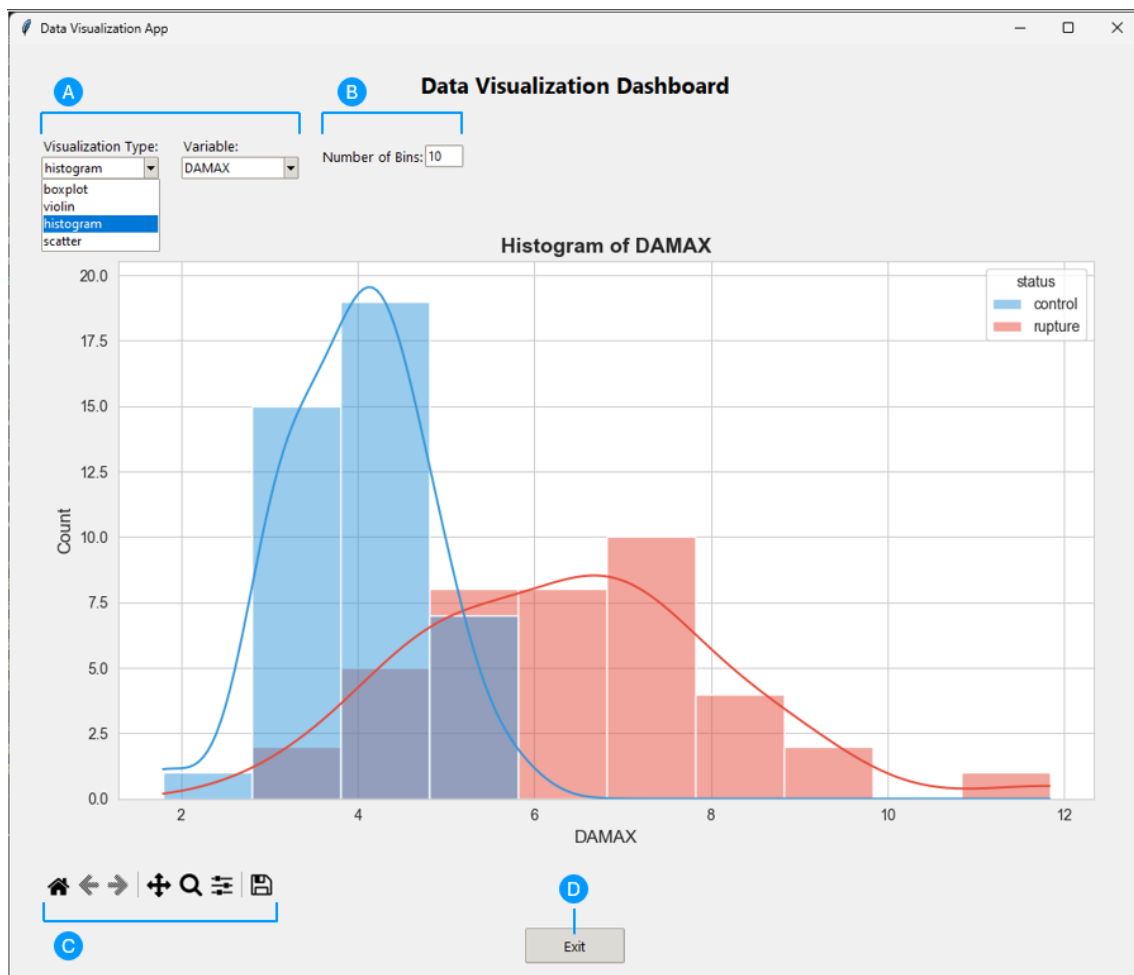 Data Visualization App
A
B
Data Visualization Dashboard
Visualization Type:
Variable:
histogram
DAMAX
Number of Bins: 10
boxplot
violin
histogram
scatter
Histogram of DAMAX
status
control
rupture
20.0
17.5
15.0
12.5
10.0
7.5
5.0
2.5
0.0
Count
2 4 6 8 10 12
DAMAX
C
D
Exit